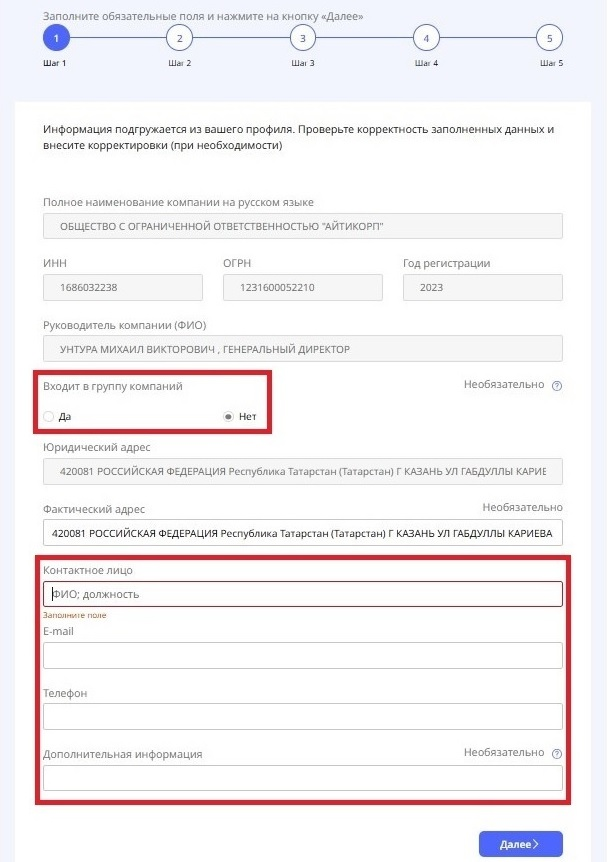 Заполните обязательные поля и нажмите на кнопку «Далее»
1 2 3 4 5
Шаг 1 Шаг 2 Шаг 3 Шаг 4 Шаг 5
Информация подгружается из вашего профиля. Проверьте корректность заполненных данных и
внесите корректировки (при необходимости)
Полное наименование компании на русском языке
ОБЩЕСТВО С ОГРАНИЧЕННОЙ ОТВЕТСТВЕННОСТЬЮ "АЙТИКОРП"
ИНН ОГРН Год регистрации
1686032238 1231600052210 2023
Руководитель компании (ФИО)
УНТУРА МИХАИЛ ВИКТОРОВИЧ , ГЕНЕРАЛЬНЫЙ ДИРЕКТОР
Входит в группу компаний Необязательно ?
Да Нет
Юридический адрес
420081 РОССИЙСКАЯ ФЕДЕРАЦИЯ Республика Татарстан (Татарстан) Г КАЗАНЬ УЛ ГАБДУЛЛЫ КАРИЕ
Фактический адрес Необязательно
420081 РОССИЙСКАЯ ФЕДЕРАЦИЯ Республика Татарстан (Татарстан) Г КАЗАНЬ УЛ ГАБДУЛЛЫ КАРИЕВА
Контактное лицо
ФИО; должность
Заполните поле
E-mail
Телефон
Дополнительная информация Необязательно ?
Далее